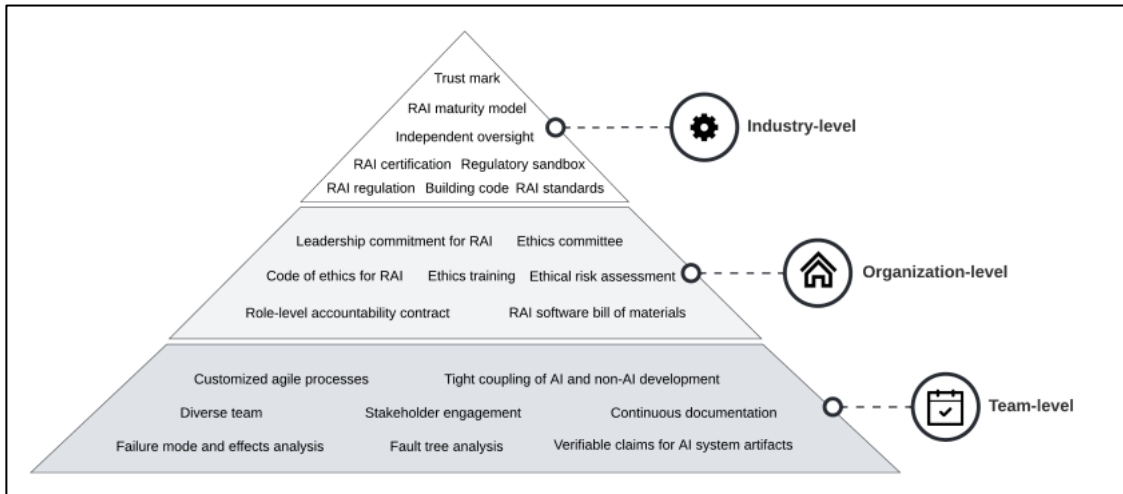 Trust mark
RAI maturity model
Independent oversight
Industry-level
RAI certification Regulatory sandbox
RAI regulation Building code RAI standards
Leadership commitment for RAI Ethics committee
Code of ethics for RAI Ethics training Ethical risk assessment
Organization-level
Role-level accountability contract RAI software bill of materials
Customized agile processes Tight coupling of AI and non-AI development
Diverse team Stakeholder engagement Continuous documentation
Team-level
Failure mode and effects analysis Fault tree analysis Verifiable claims for AI system artifacts